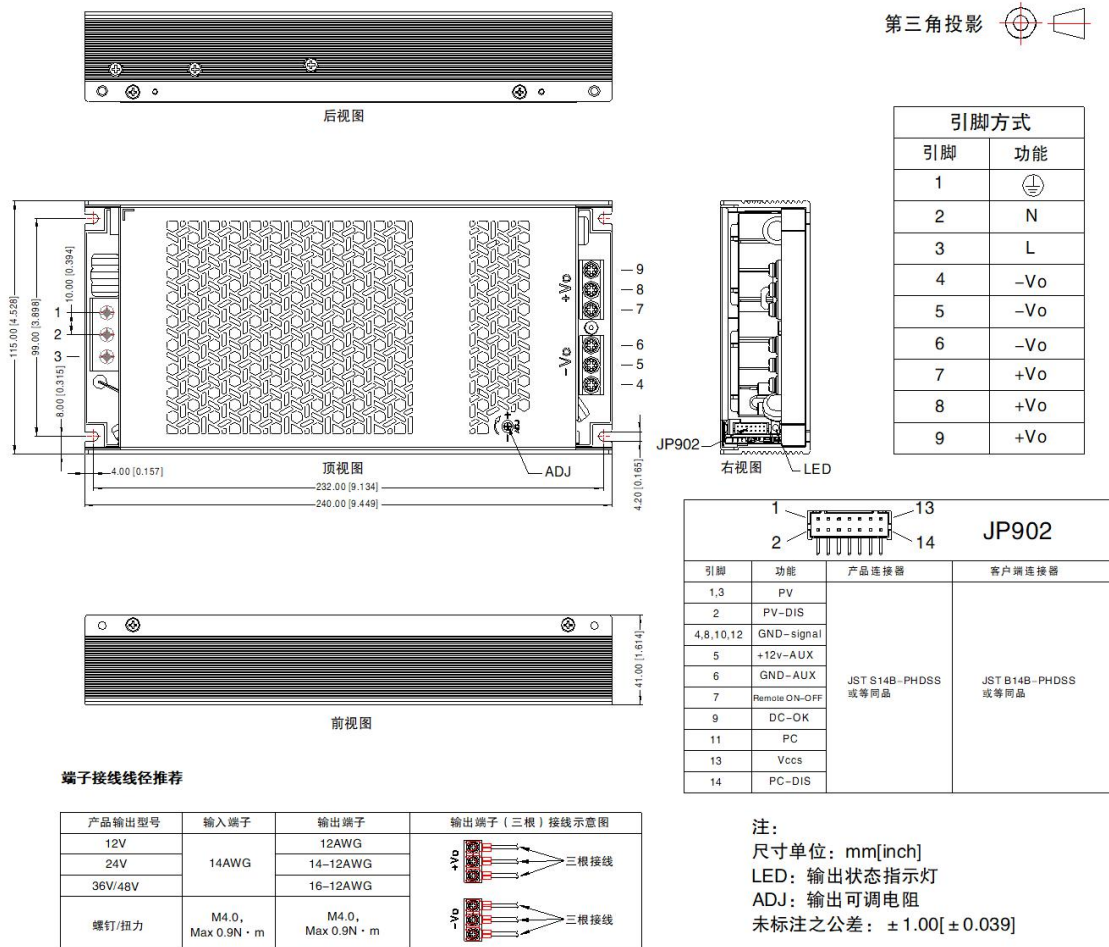 第三角投影
后视图
引脚方式
引脚 功能
1
2 N
3 L
4 -Vo
5 -Vo
6 -Vo
7 +Vo
8 +Vo
9 +Vo
115.00 [4.528]
99.00 [3.898]
10.00 [0.394]
8.00 [0.315]
1
2
3
+Vo
-Vo
9
8
7
6
5
4
+
ADJ
ADJ
4.00 [0.157]
顶视图
232.00 [9.134]
240.00 [9.449]
4.20 [0.165]
JP902
右视图
LED
1 13
2 14
JP902
引脚 功能 产品连接器 客户端连接器
1,3 PV
2 PV-DIS
4,8,10,12 GND-signal
5 +12v-AUX
6 GND-AUX
7 Remote ON-OFF
9 DC-OK
11 PC
13 Vccs
14 PC-DIS
JST S14B-PHDSS
或等同品
JST B14B-PHDSS
或等同品
41.00 [1.614]
前视图
端子接线线径推荐
产品输出型号 输入端子 输出端子 输出端子（三根）接线示意图
12V 14AWG 12AWG
24V 14-12AWG
36V/48V 16-12AWG
螺钉/扭力 M4.0, Max 0.9N·m M4.0, Max 0.9N·m
+Vo 三根接线
-Vo 三根接线
注：
尺寸单位：mm[inch]
LED：输出状态指示灯
ADJ：输出可调电阻
未标注之公差：±1.00[±0.039]